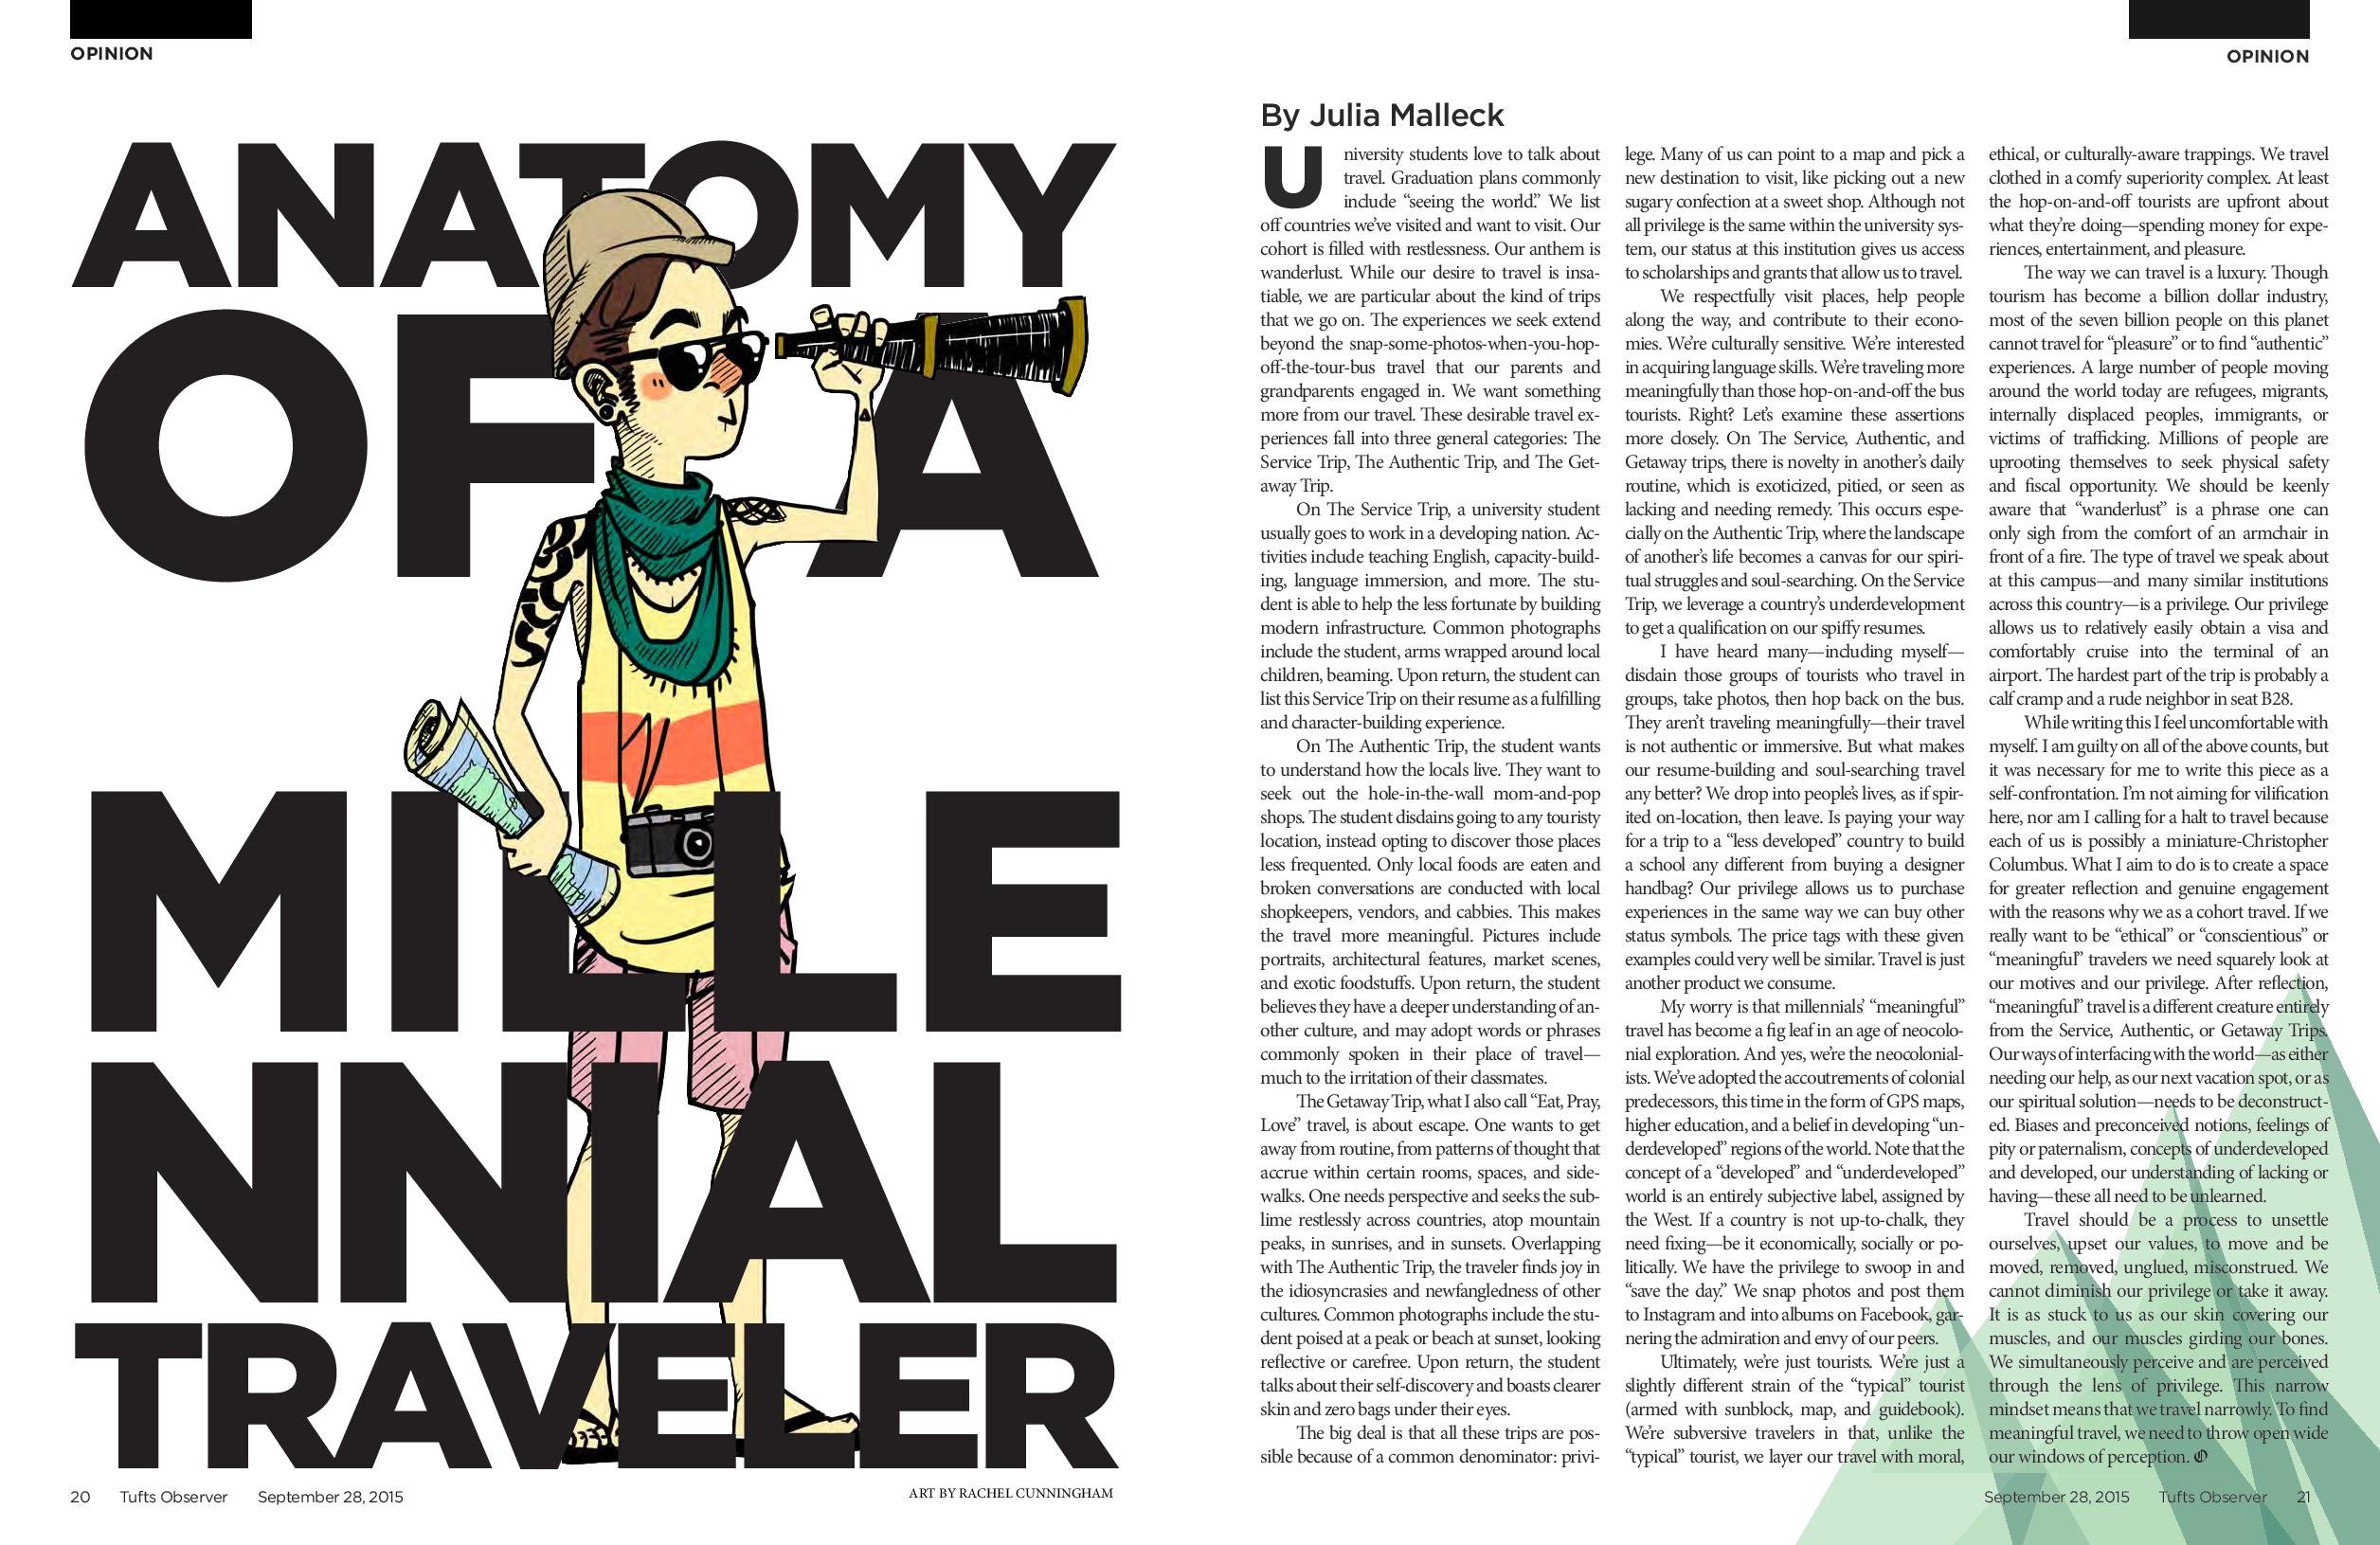 OPINION
ANATOMY
OF A
MILLE
NNIAL
TRAVELER
20 Tufts Observer September 28, 2015
ART BY RACHEL CUNNINGHAM
OPINION
By Julia Malleck
University students love to talk about
travel. Graduation plans commonly
include “seeing the world.” We list
off countries we’ve visited and want to visit. Our
cohort is filled with restlessness. Our anthem is
wanderlust. While our desire to travel is insa-
tiable, we are particular about the kind of trips
that we go on. The experiences we seek extend
beyond the snap-some-photos-when-you-hop-
off-the-tour-bus travel that our parents and
grandparents engaged in. We want something
more from our travel. These desirable travel ex-
periences fall into three general categories: The
Service Trip, The Authentic Trip, and The Get-
away Trip.
On The Service Trip, a university student
usually goes to work in a developing nation. Ac-
tivities include teaching English, capacity-build-
ing, language immersion, and more. The stu-
dent is able to help the less fortunate by building
modern infrastructure. Common photographs
include the student, arms wrapped around local
children, beaming. Upon return, the student can
list this Service Trip on their resume as a fulfilling
and character-building experience.
On The Authentic Trip, the student wants
to understand how the locals live. They want to
seek out the hole-in-the-wall mom-and-pop
shops. The student disdains going to any touristy
location, instead opting to discover those places
less frequented. Only local foods are eaten and
broken conversations are conducted with local
shopkeepers, vendors, and cabbies. This makes
the travel more meaningful. Pictures include
portraits, architectural features, market scenes,
and exotic foodstuffs. Upon return, the student
believes they have a deeper understanding of an-
other culture, and may adopt words or phrases
commonly spoken in their place of travel—
much to the irritation of their classmates.
The Getaway Trip, what I also call “Eat, Pray,
Love” travel, is about escape. One wants to get
away from routine, from patterns of thought that
accrue within certain rooms, spaces, and side-
walks. One needs perspective and seeks the sub-
lime restlessly across countries, atop mountain
peaks, in sunrises, and in sunsets. Overlapping
with The Authentic Trip, the traveler finds joy in
the idiosyncrasies and newfangledness of other
cultures. Common photographs include the stu-
dent poised at a peak or beach at sunset, looking
reflective or carefree. Upon return, the student
talks about their self-discovery and boasts clearer
skin and zero bags under their eyes.
The big deal is that all these trips are pos-
sible because of a common denominator: privi-
lege. Many of us can point to a map and pick a
new destination to visit, like picking out a new
sugary confection at a sweet shop. Although not
all privilege is the same within the university sys-
tem, our status at this institution gives us access
to scholarships and grants that allow us to travel.
We respectfully visit places, help people
along the way, and contribute to their econo-
mies. We’re culturally sensitive. We’re interested
in acquiring language skills. We’re traveling more
meaningfully than those hop-on-and-off the bus
tourists. Right? Let’s examine these assertions
more closely. On The Service, Authentic, and
Getaway trips, there is novelty in another’s daily
routine, which is exoticized, pitied, or seen as
lacking and needing remedy. This occurs espe-
cially on the Authentic Trip, where the landscape
of another’s life becomes a canvas for our spiri-
tual struggles and soul-searching. On the Service
Trip, we leverage a country’s underdevelopment
to get a qualification on our spiffy resumes.
I have heard many—including myself—
disdain those groups of tourists who travel in
groups, take photos, then hop back on the bus.
They aren’t traveling meaningfully—their travel
is not authentic or immersive. But what makes
our resume-building and soul-searching travel
any better? We drop into people’s lives, as if spir-
ited on-location, then leave. Is paying your way
for a trip to a “less developed” country to build
a school any different from buying a designer
handbag? Our privilege allows us to purchase
experiences in the same way we can buy other
status symbols. The price tags with these given
examples could very well be similar. Travel is just
another product we consume.
My worry is that millennials’ “meaningful”
travel has become a fig leaf in an age of neocolo-
nial exploration. And yes, we’re the neocolonial-
ists. We’ve adopted the accoutrements of colonial
predecessors, this time in the form of GPS maps,
higher education, and a belief in developing “un-
derdeveloped” regions of the world. Note that the
concept of a “developed” and “underdeveloped”
world is an entirely subjective label, assigned by
the West. If a country is not up-to-chalk, they
need fixing—be it economically, socially or po-
litically. We have the privilege to swoop in and
“save the day.” We snap photos and post them
to Instagram and into albums on Facebook, gar-
nering the admiration and envy of our peers.
Ultimately, we’re just tourists. We’re just a
slightly different strain of the “typical” tourist
(armed with sunblock, map, and guidebook).
We’re subversive travelers in that, unlike the
“typical” tourist, we layer our travel with moral,
ethical, or culturally-aware trappings. We travel
clothed in a comfy superiority complex. At least
the hop-on-and-off tourists are upfront about
what they’re doing—spending money for expe-
riences, entertainment, and pleasure.
The way we can travel is a luxury. Though
tourism has become a billion dollar industry,
most of the seven billion people on this planet
cannot travel for “pleasure” or to find “authentic”
experiences. A large number of people moving
around the world today are refugees, migrants,
internally displaced peoples, immigrants, or
victims of trafficking. Millions of people are
uprooting themselves to seek physical safety
and fiscal opportunity. We should be keenly
aware that “wanderlust” is a phrase one can
only sigh from the comfort of an armchair in
front of a fire. The type of travel we speak about
at this campus—and many similar institutions
across this country—is a privilege. Our privilege
allows us to relatively easily obtain a visa and
comfortably cruise into the terminal of an
airport. The hardest part of the trip is probably a
calf cramp and a rude neighbor in seat B28.
While writing this I feel uncomfortable with
myself. I am guilty on all of the above counts, but
it was necessary for me to write this piece as a
self-confrontation. I’m not aiming for vilification
here, nor am I calling for a halt to travel because
each of us is possibly a miniature-Christopher
Columbus. What I aim to do is to create a space
for greater reflection and genuine engagement
with the reasons why we as a cohort travel. If we
really want to be “ethical” or “conscientious” or
“meaningful” travelers we need squarely look at
our motives and our privilege. After reflection,
“meaningful” travel is a different creature entirely
from the Service, Authentic, or Getaway Trips.
Our ways of interfacing with the world—as either
needing our help, as our next vacation spot, or as
our spiritual solution—needs to be deconstruct-
ed. Biases and preconceived notions, feelings of
pity or paternalism, concepts of underdeveloped
and developed, our understanding of lacking or
having—these all need to be unlearned.
Travel should be a process to unsettle
ourselves, upset our values, to move and be
moved, removed, unglued, misconstrued. We
cannot diminish our privilege or take it away.
It is as stuck to us as our skin covering our
muscles, and our muscles girding our bones.
We simultaneously perceive and are perceived
through the lens of privilege. This narrow
mindset means that we travel narrowly. To find
meaningful travel, we need to throw open wide
our windows of perception. O
September 28, 2015 Tufts Observer 21